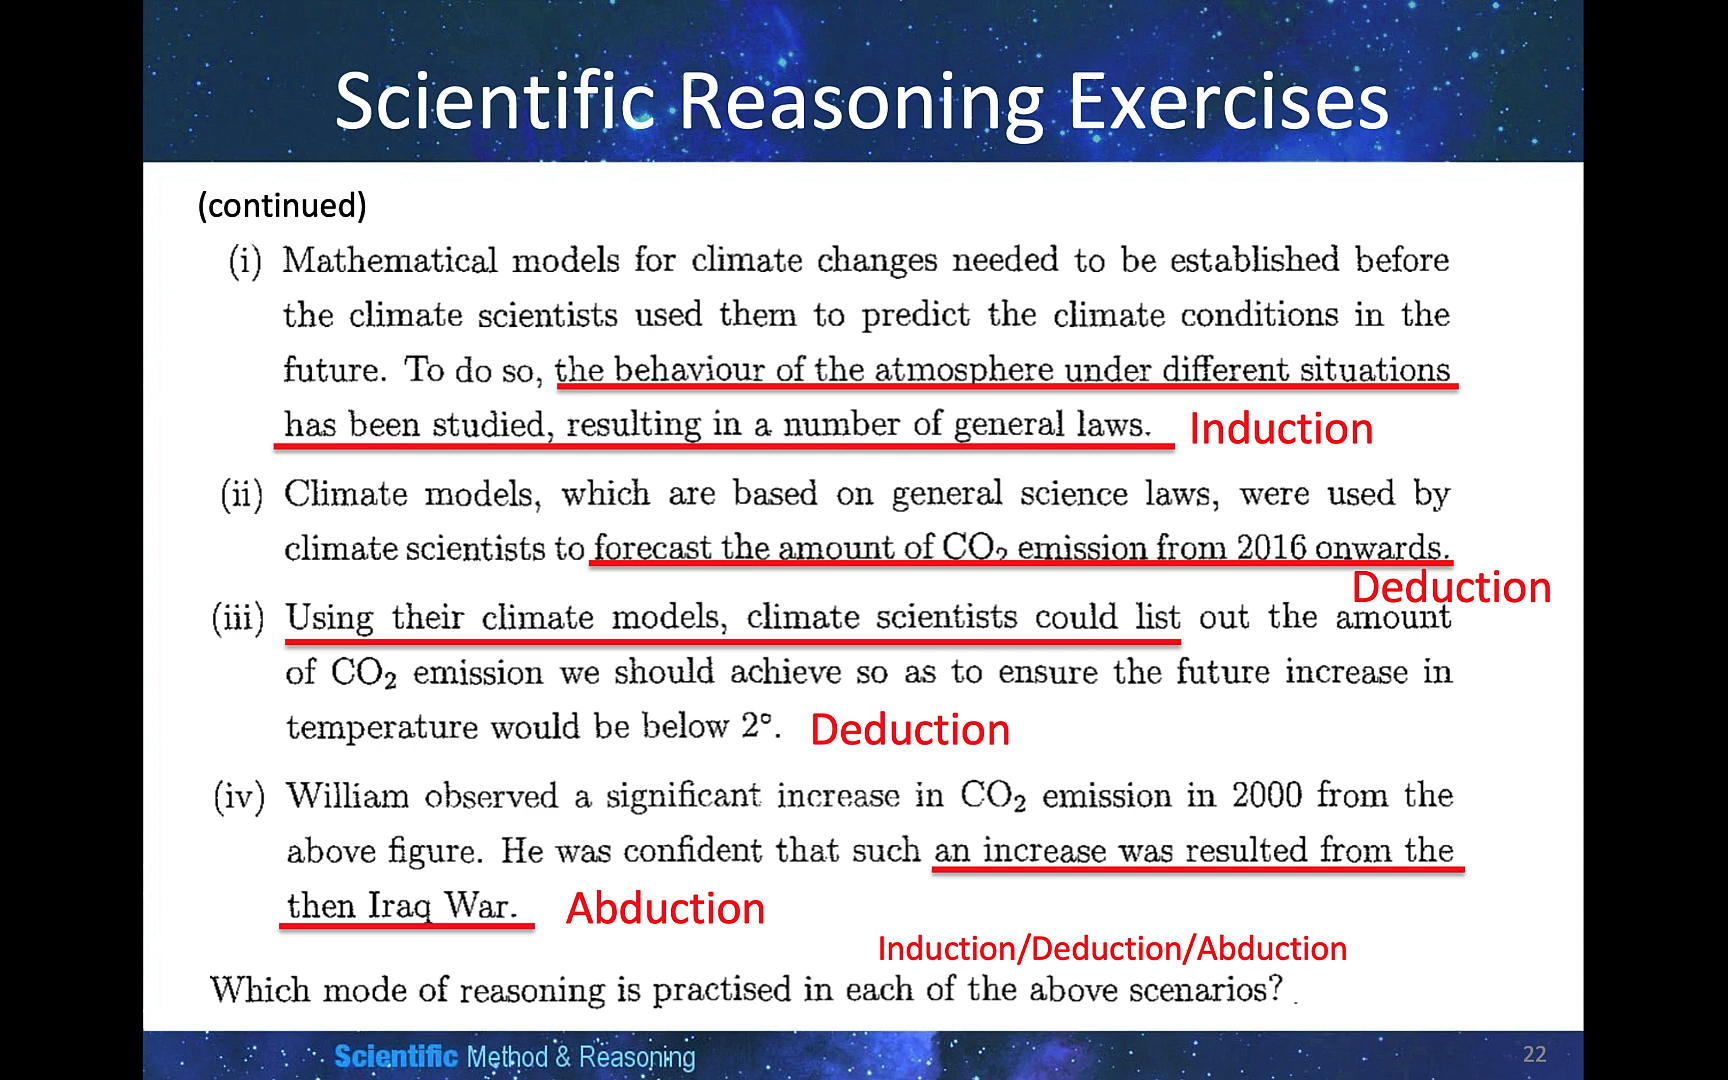 Scientific Reasoning Exercises
(continued)
(i) Mathematical models for climate changes needed to be established before
the climate scientists used them to predict the climate conditions in the
future. To do so, the behaviour of the atmosphere under different situations
has been studied, resulting in a number of general laws. Induction
(ii) Climate models, which are based on general science laws, were used by
climate scientists to forecast the amount of CO₂ emission from 2016 onwards.
Deduction
(iii) Using their climate models, climate scientists could list out the amount
of CO₂ emission we should achieve so as to ensure the future increase in
temperature would be below 2°. Deduction
(iv) William observed a significant increase in CO₂ emission in 2000 from the
above figure. He was confident that such an increase was resulted from the
then Iraq War. Abduction
Induction/Deduction/Abduction
Which mode of reasoning is practised in each of the above scenarios?
Scientific Method & Reasoning
22